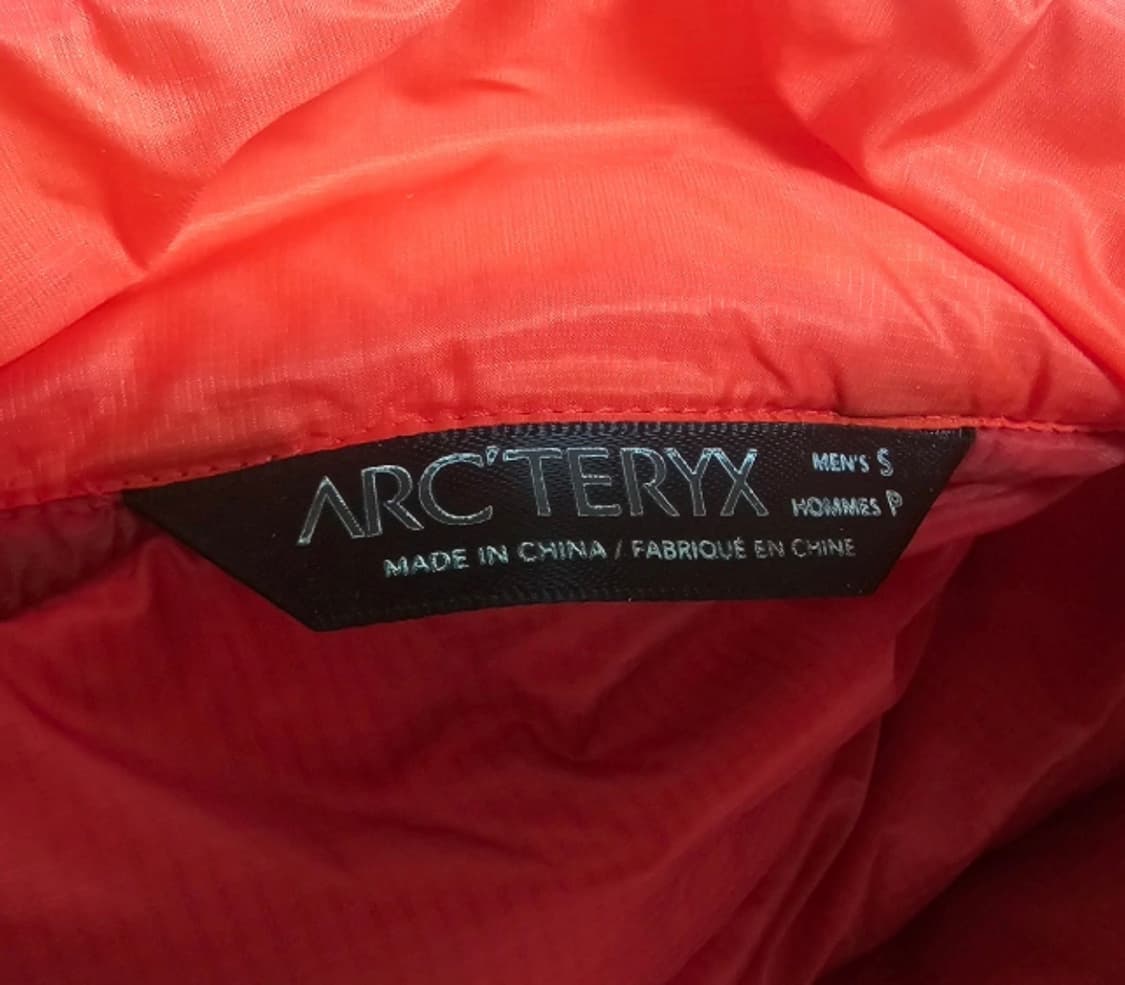 ARC'TERYX
MEN'S S
HOMMES P
MADE IN CHINA / FABRIQUÉ EN CHINE